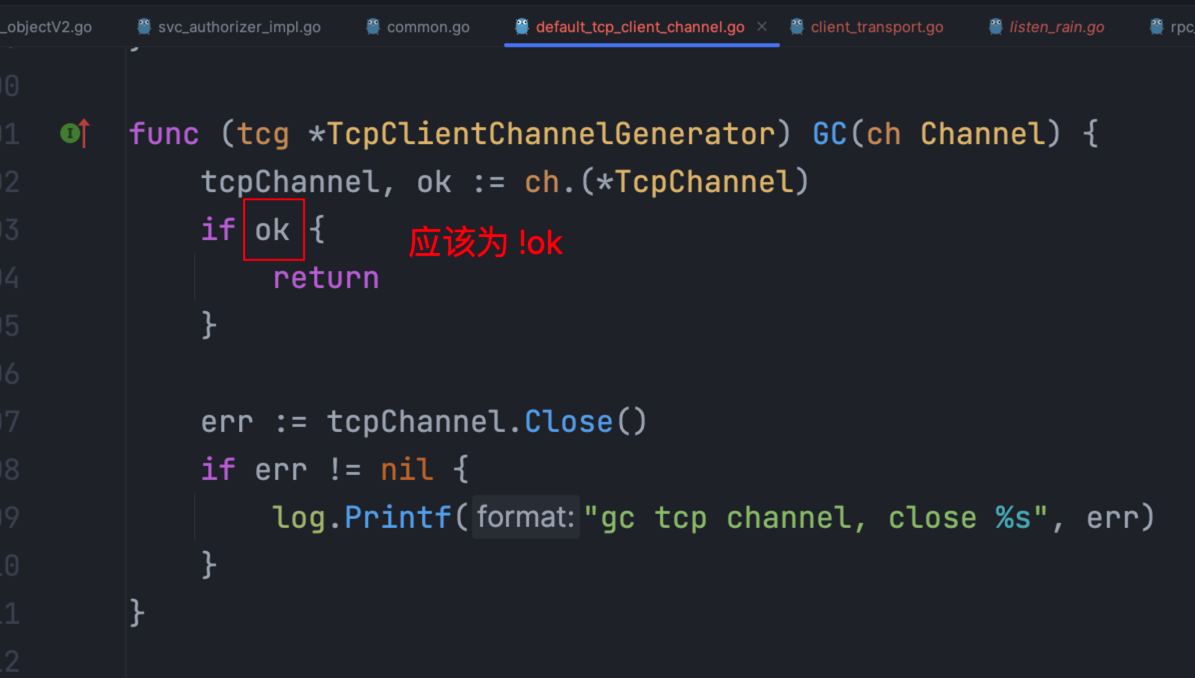 _objectV2.go svc_authorizer_impl.go common.go default_tcp_client_channel.go client_transport.go listen_rain.go rpc_
00
01 func (tcg *TcpClientChannelGenerator) GC(ch Channel) {
02 tcpChannel, ok := ch.(*TcpChannel)
03 if ok { 应该为 !ok
04 return
05 }
06
07 err := tcpChannel.Close()
08 if err != nil {
09 log.Printf( format: "gc tcp channel, close %s", err)
10 }
11 }
12